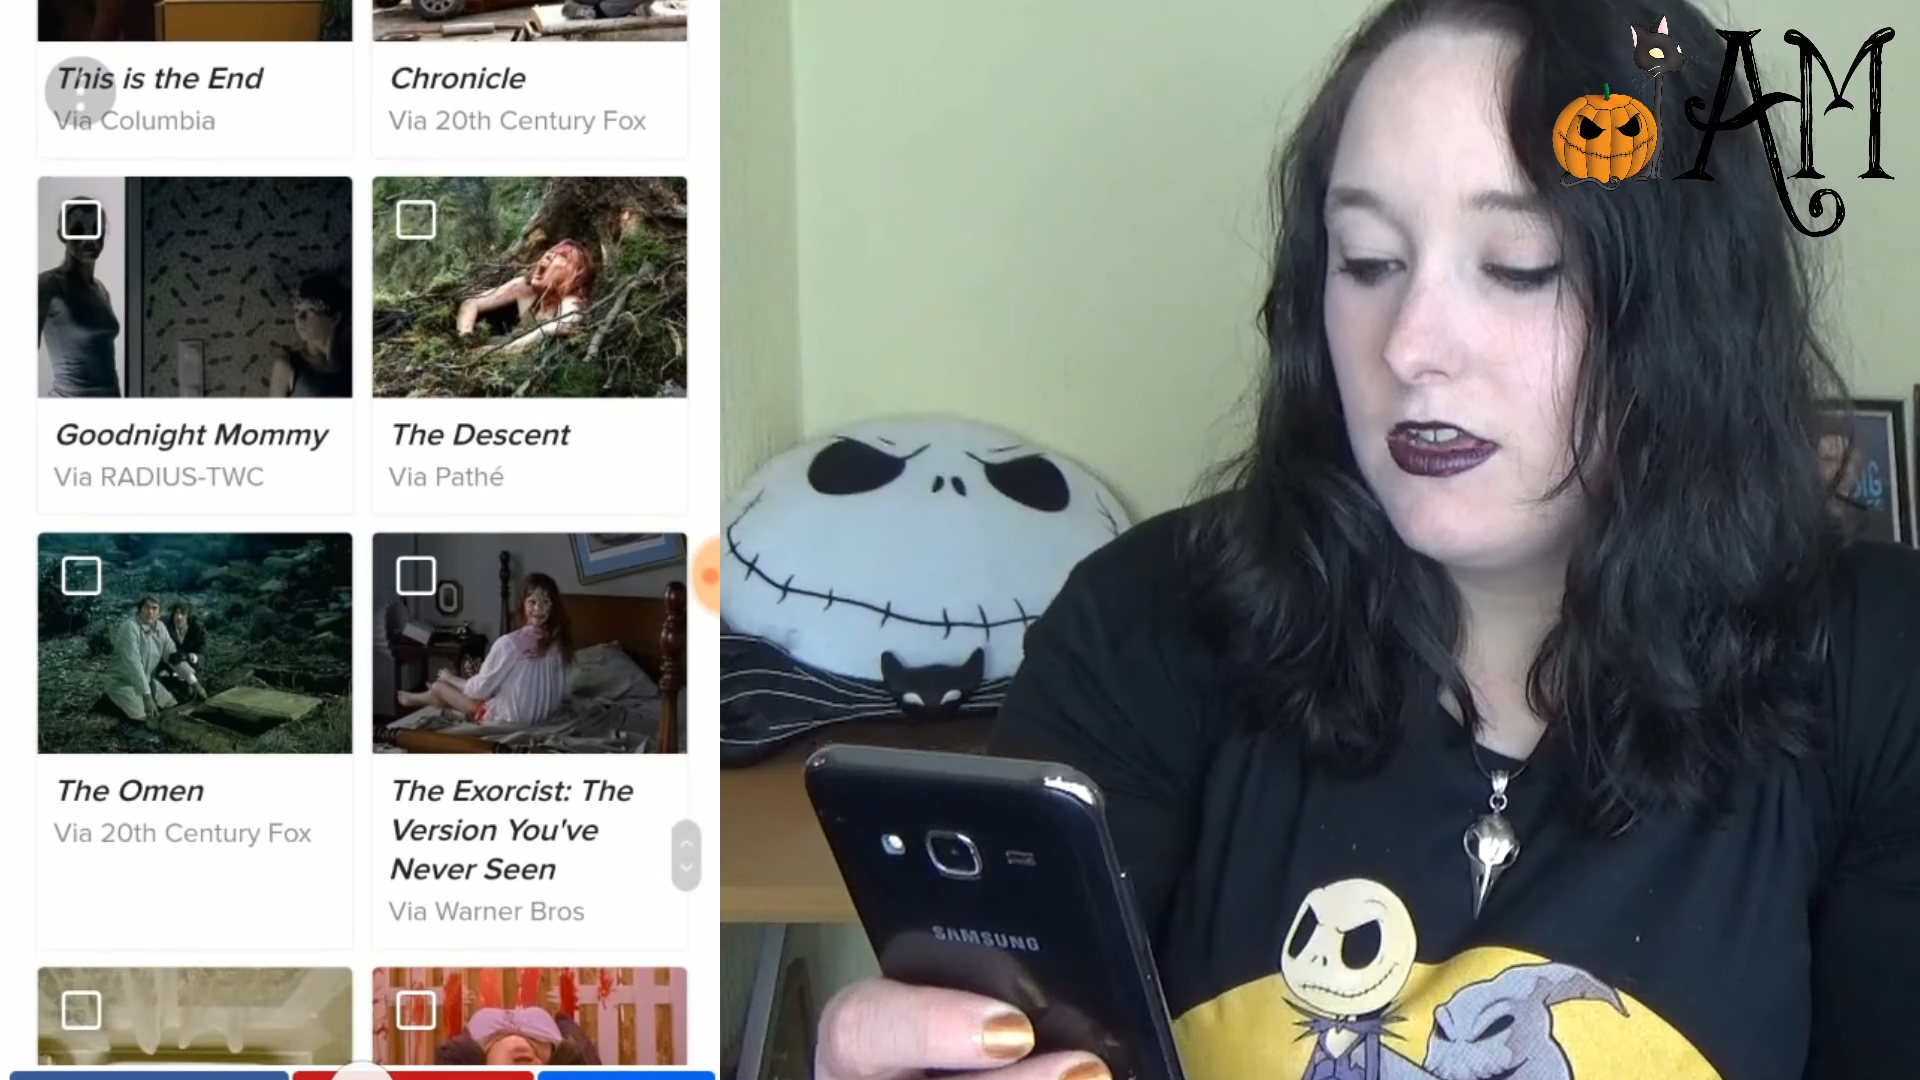 This is the End
Via Columbia
Chronicle
Via 20th Century Fox
Goodnight Mommy
Via RADIUS-TWC
The Descent
Via Pathé
The Omen
Via 20th Century Fox
The Exorcist: The
Version You've
Never Seen
Via Warner Bros
AM
SAMSUNG